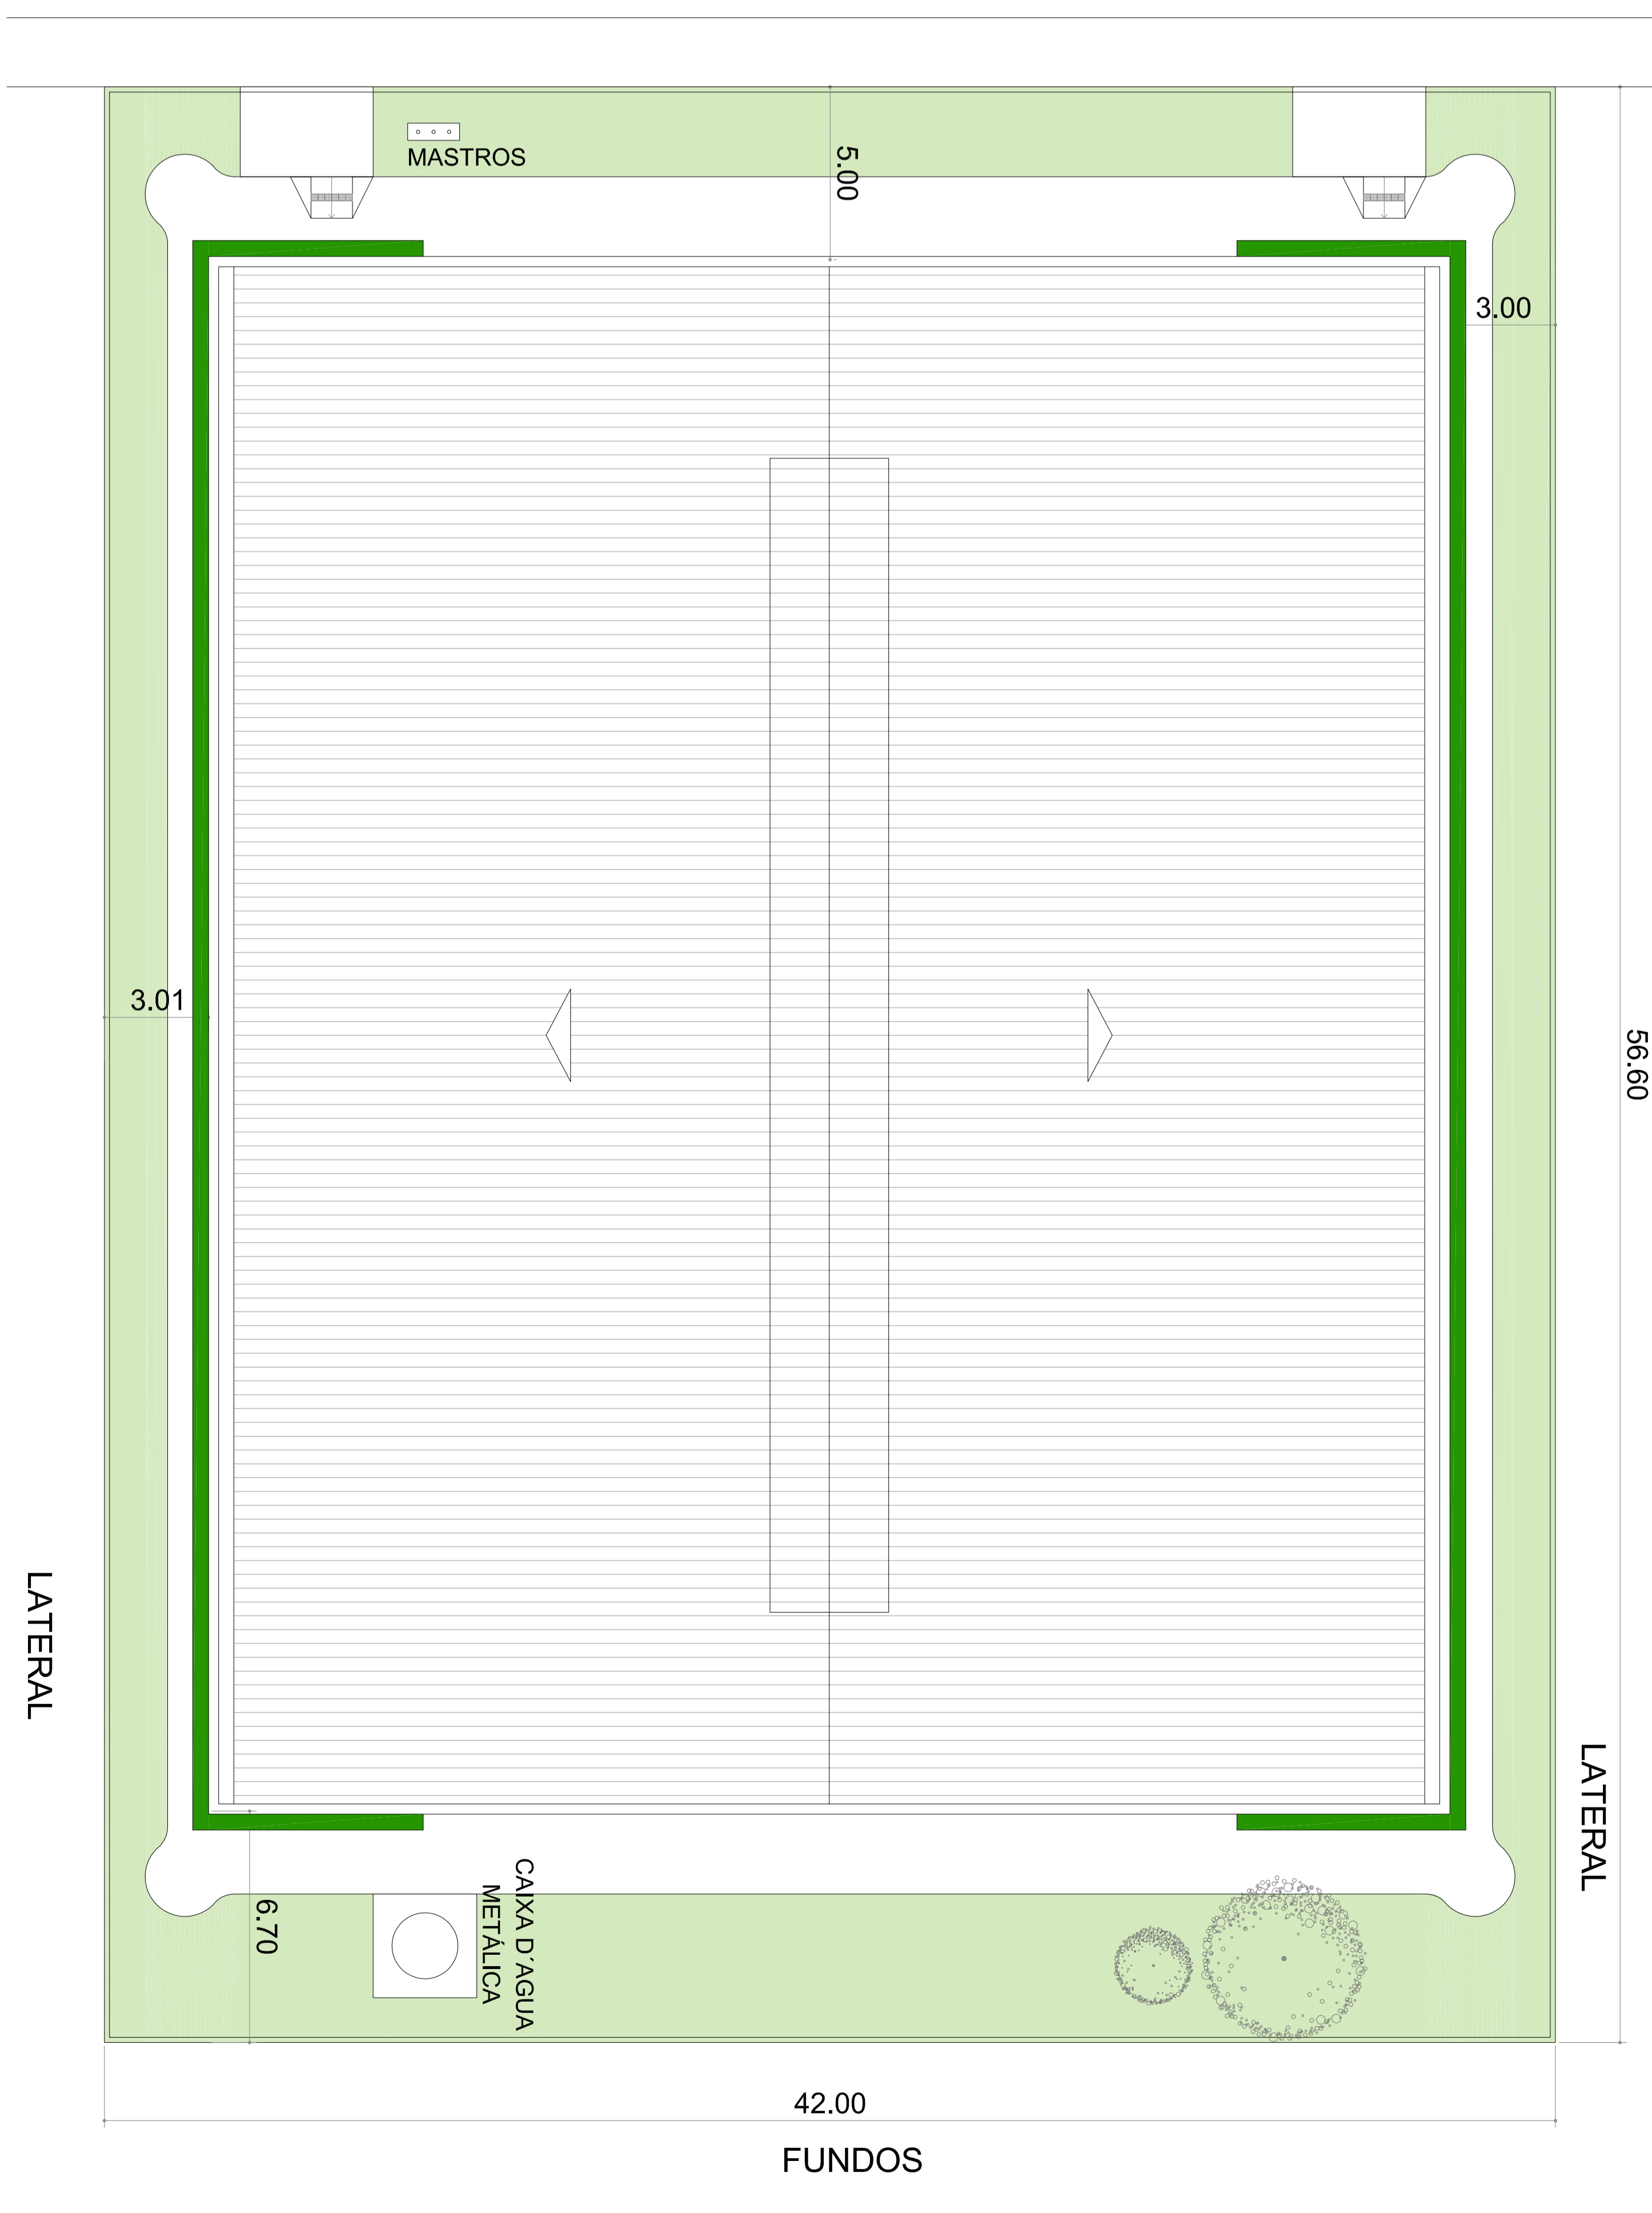 MASTROS
5.00
3.00
3.01
56.60
LATERAL
LATERAL
CAIXA D´AGUA
METÁLICA
6.70
42.00
FUNDOS